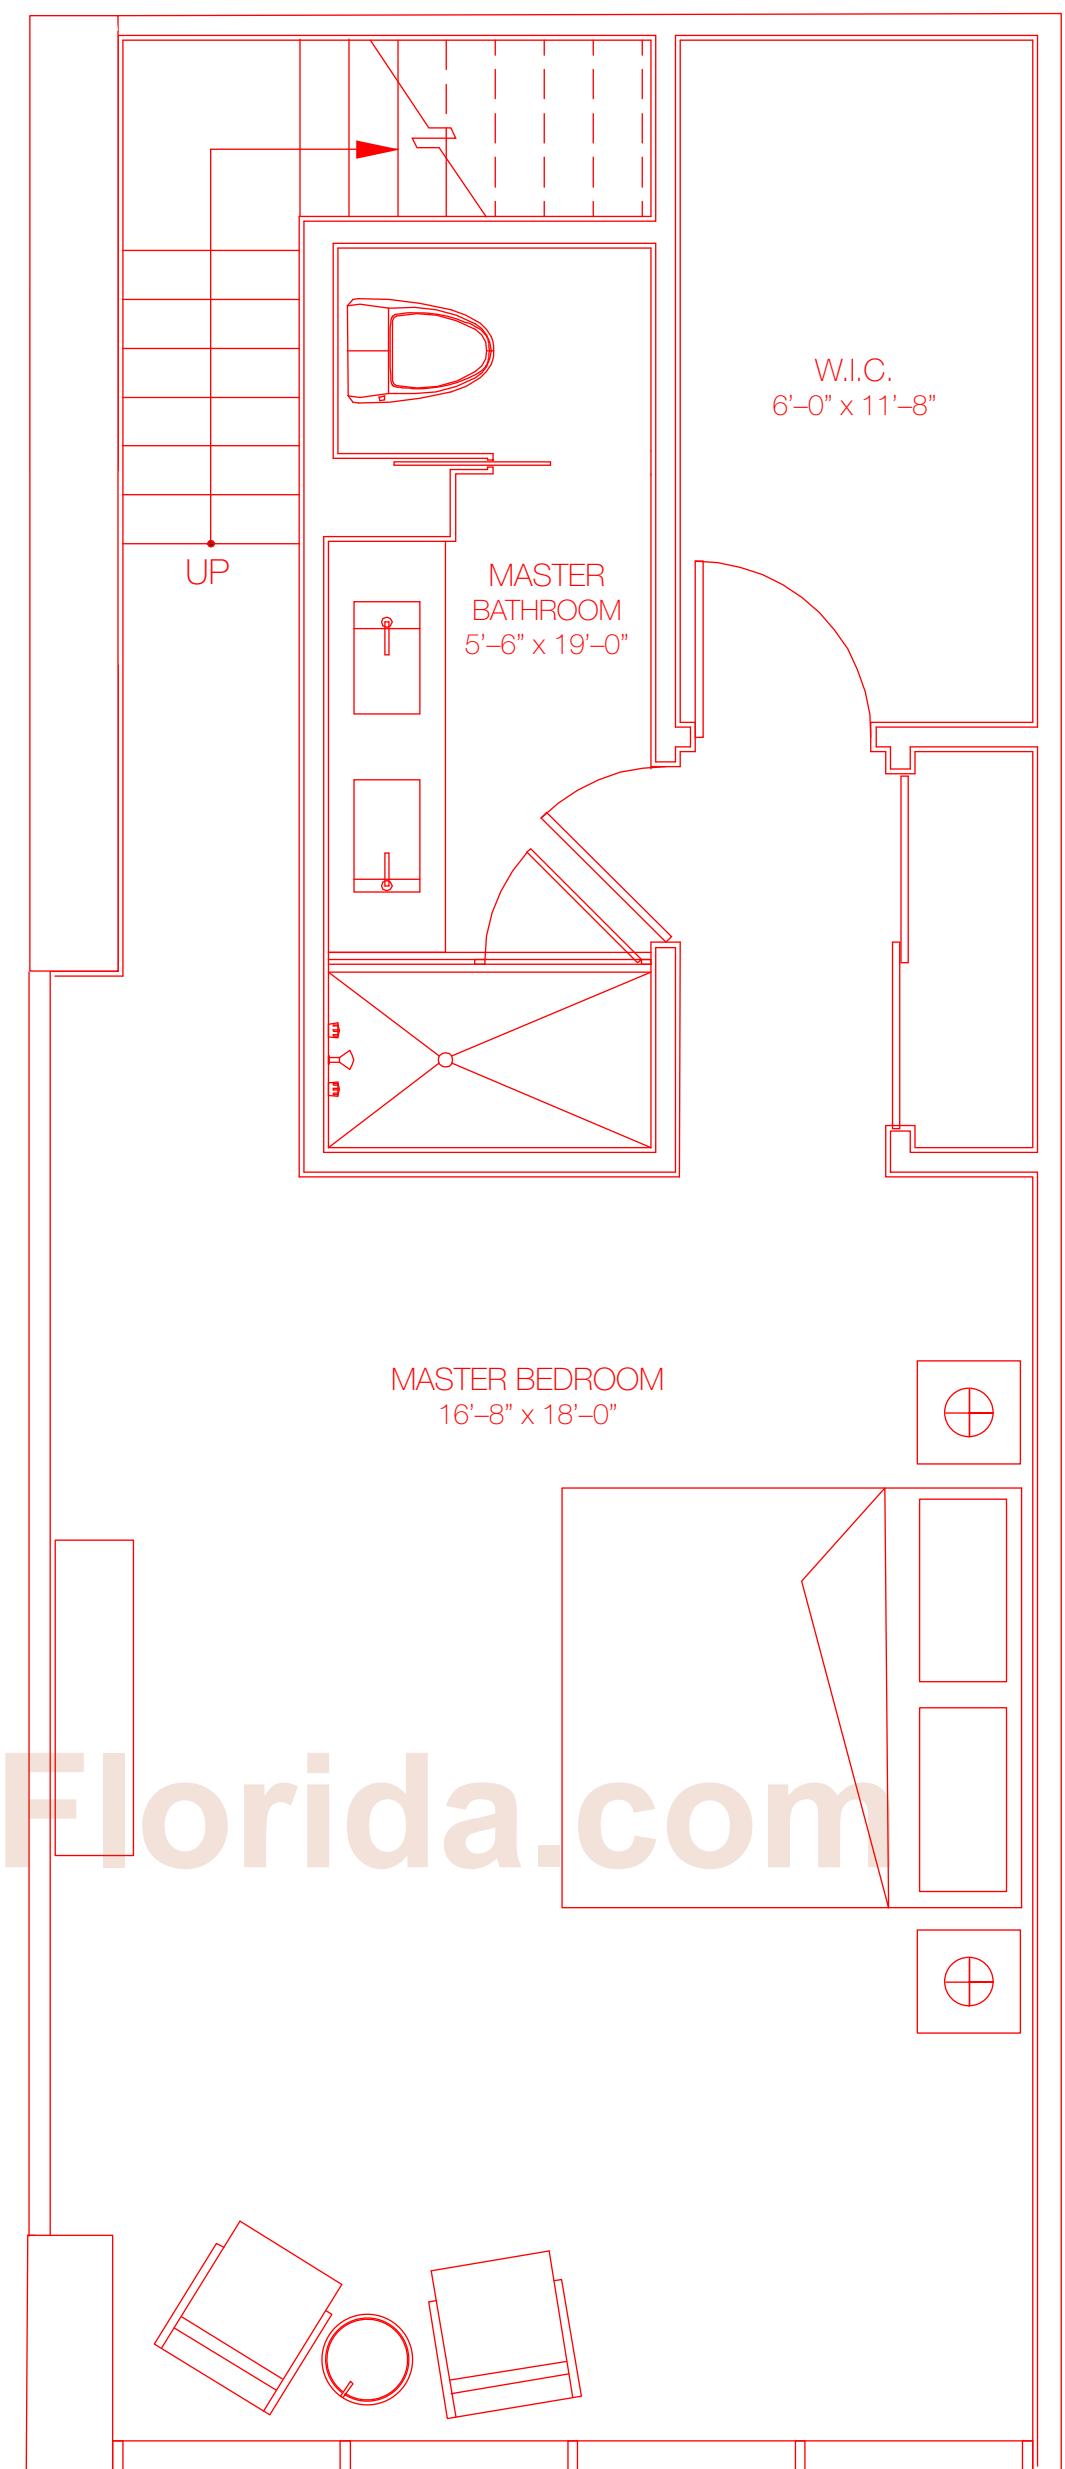 W.I.C.
6’–0” x 11’–8”
UP
MASTER
BATHROOM
5’–6” x 19’–0”
MASTER BEDROOM
16’–8” x 18’–0”
Florida.com